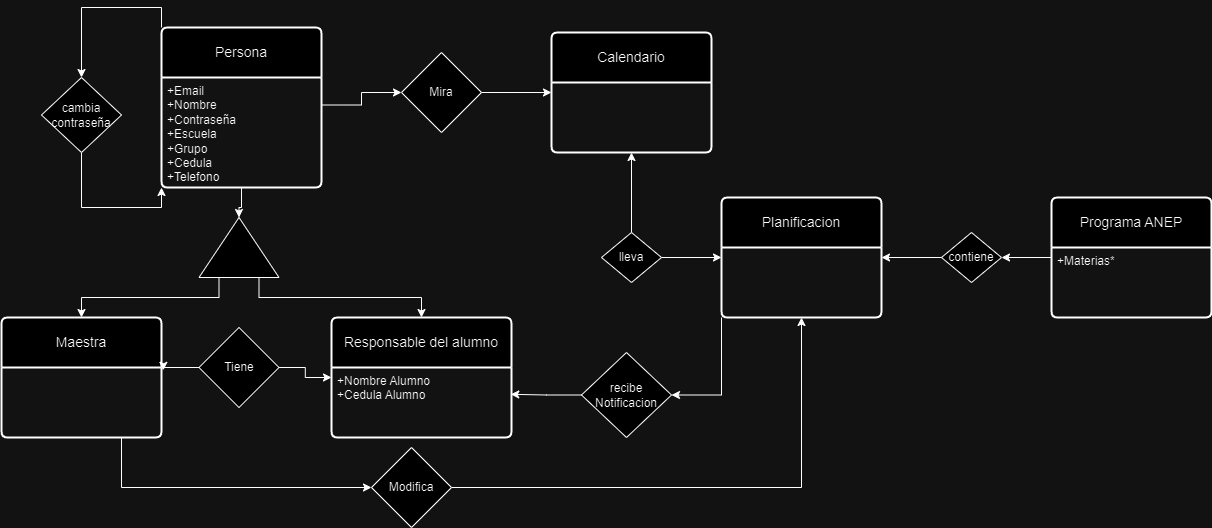 Persona
+Email
+Nombre
+Contraseña
+Escuela
+Grupo
+Cedula
+Telefono
cambia
contraseña
Mira
Calendario
lleva
Planificacion
contiene
Programa ANEP
+Materias*
Maestra
Tiene
Responsable del alumno
+Nombre Alumno
+Cedula Alumno
recibe
Notificacion
Modifica